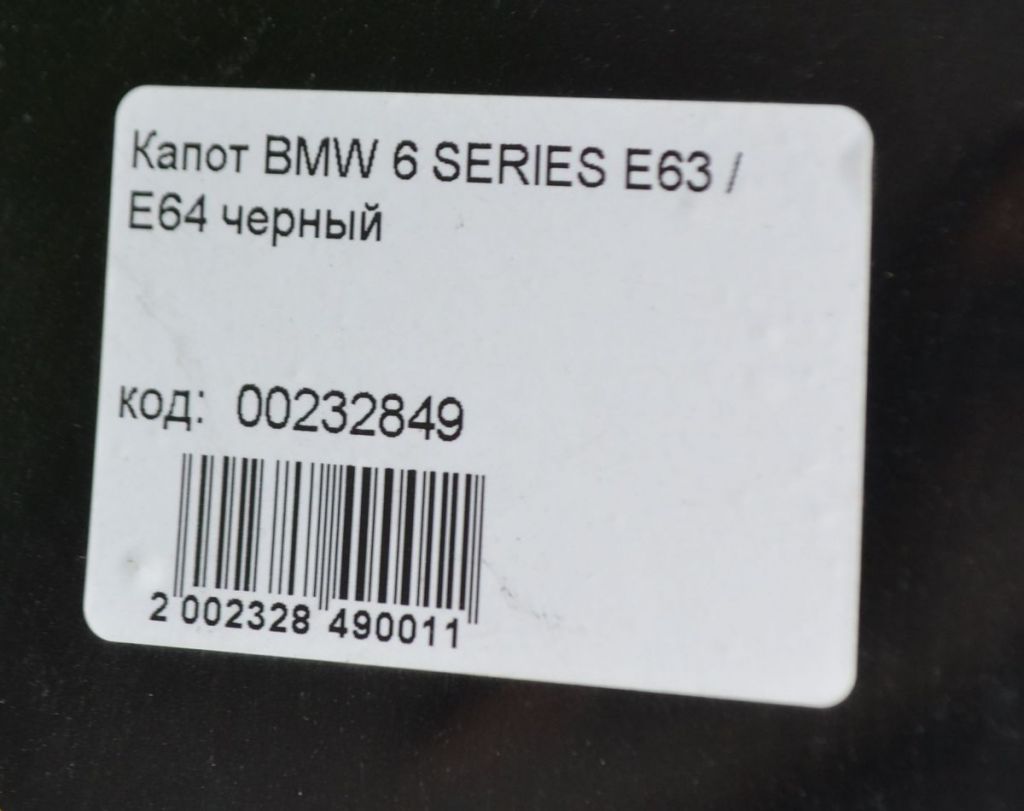 Капот BMW 6 SERIES E63 /
E64 черный
код: 00232849
2 002328 490011